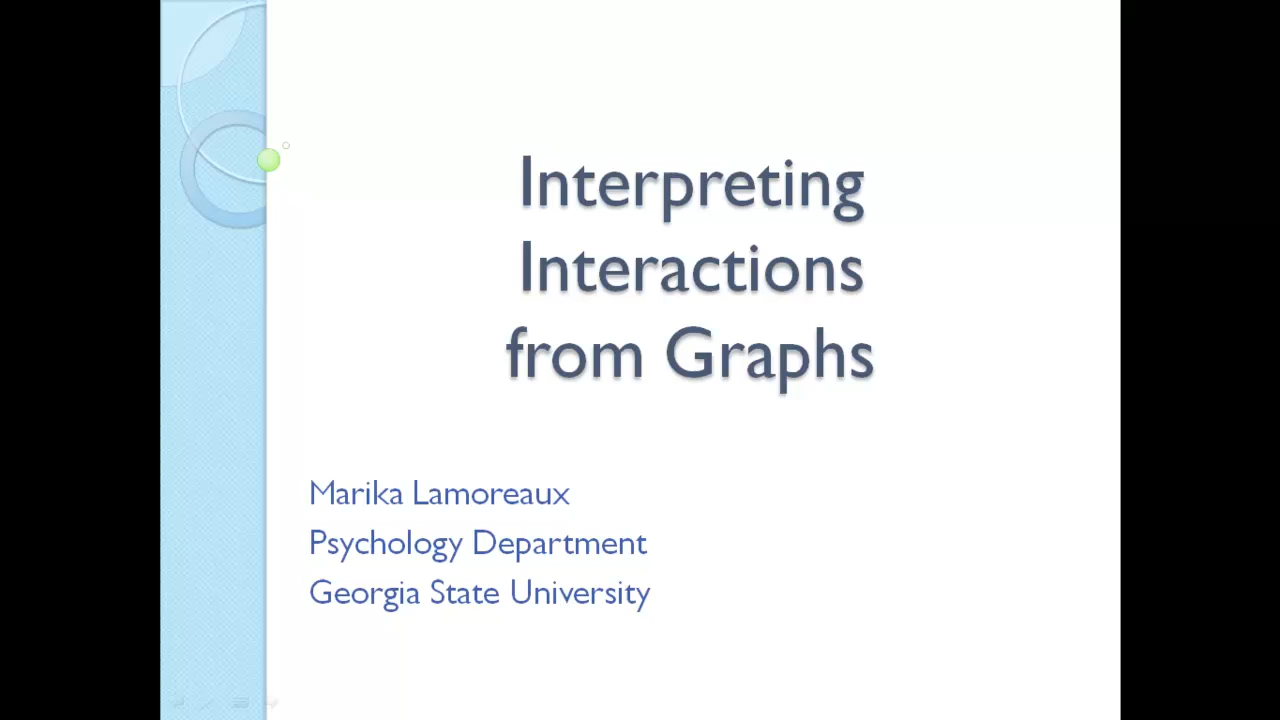 Interpreting
Interactions
from Graphs
Marika Lamoreaux
Psychology Department
Georgia State University